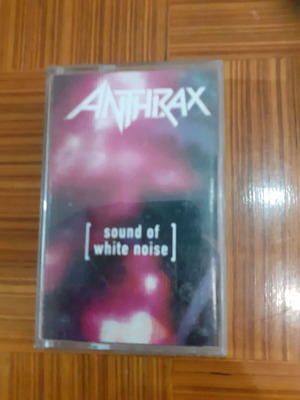 ANTHRAX
[ sound of
white noise ]